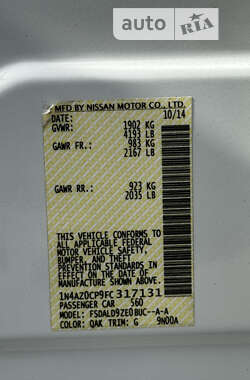 auto RIA
MFD BY NISSAN MOTOR CO., LTD.
DATE: 10/14
GVWR: 1902 KG
4193 LB
GAWR FR: 983 KG
2167 LB
GAWR RR: 923 KG
2035 LB
THIS VEHICLE CONFORMS TO ALL
APPLICABLE FEDERAL
MOTOR VEHICLE SAFETY, BUMPER, AND
THEFT PREVENTION STANDARDS
IN EFFECT ON THE DATE OF
MANUFACTURE SHOWN ABOVE.
1N4AZ0CP9FC317131
PASSENGER CAR 560
MODEL: FSDALD9ZE0BUC--A-A
COLOR: QAK TRIM: G 9N00A